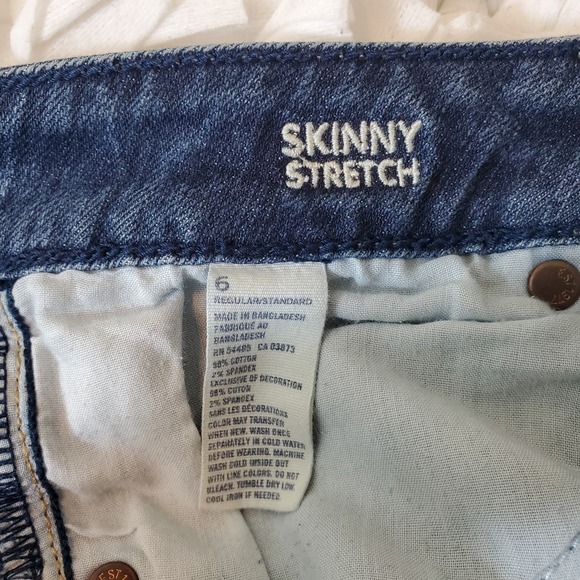 SKINNY
STRETCH
6
REGULAR/STANDARD
MADE IN BANGLADESH
FABRIQUE AU
BANGLADESH
RN 54485 CA 03875
98% COTTON
2% SPANDEX
EXCLUSIVE OF DECORATION
98% COTON
2% SPANDEX
SANS LES DÉCORATIONS
COLOR MAY TRANSFER
WHEN NEW. WASH ONCE
SEPARATELY IN COLD WATER
BEFORE WEARING. MACHINE
WASH COLD INSIDE OUT
WITH LIKE COLORS. DO NOT
BLEACH. TUMBLE DRY LOW.
COOL IRON IF NEEDED.